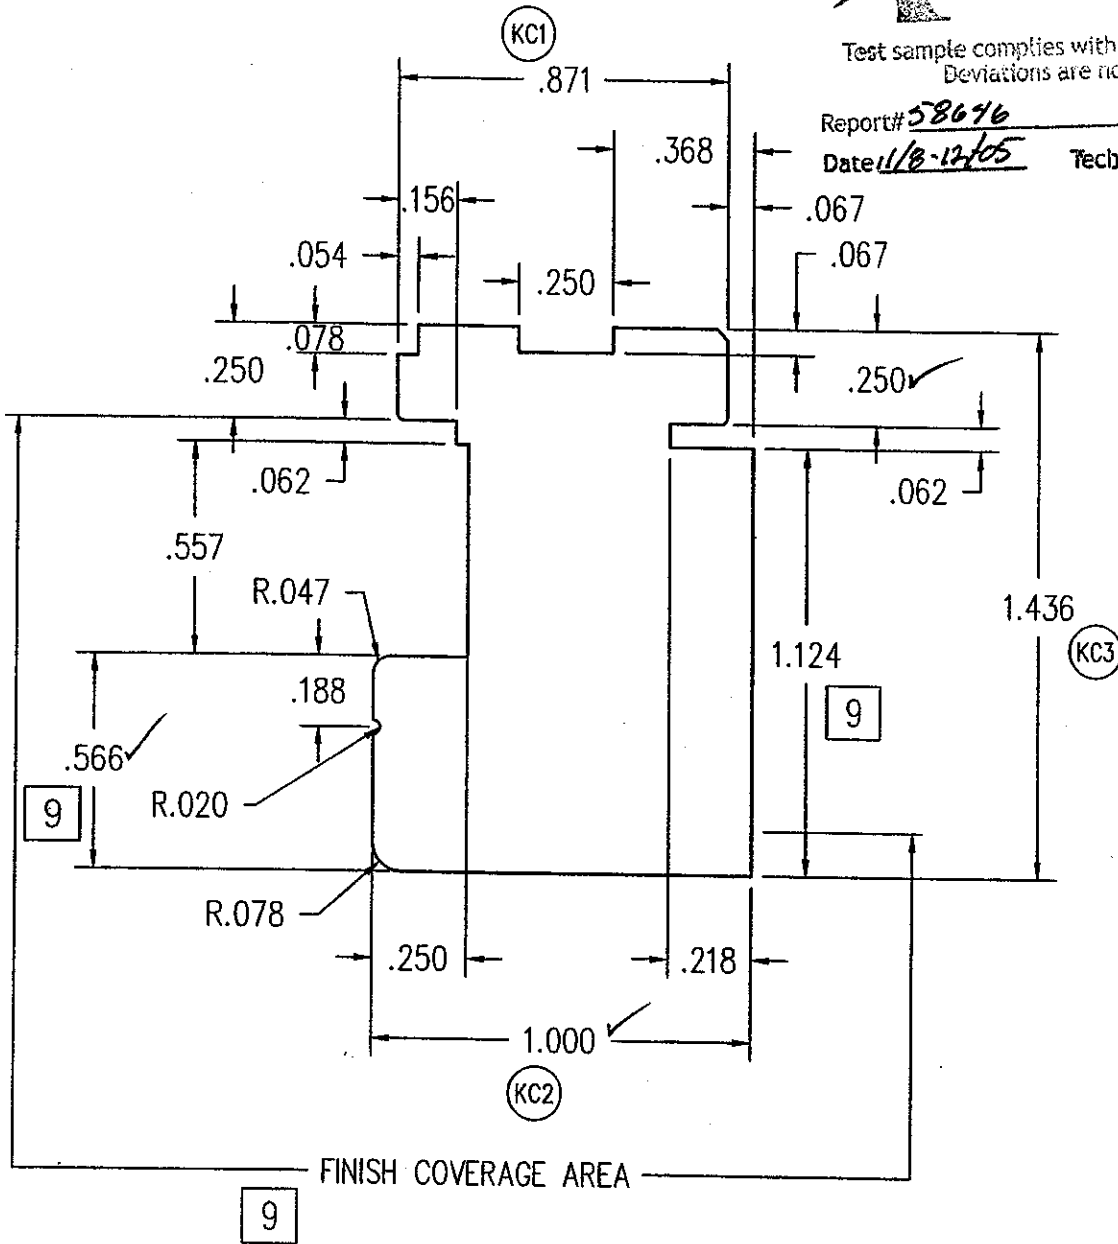 KC1
Test sample complies with
Deviations are no
.871
Report# 58646
.368
Date 11/8-12/05 Tech
.156
.067
.054
.067
.250
.078
.250
.250✓
.062
.062
.557
R.047
1.436
KC3
1.124
.188
9
.566✓
R.020
9
R.078
.250
.218
1.000 ✓
KC2
FINISH COVERAGE AREA
9